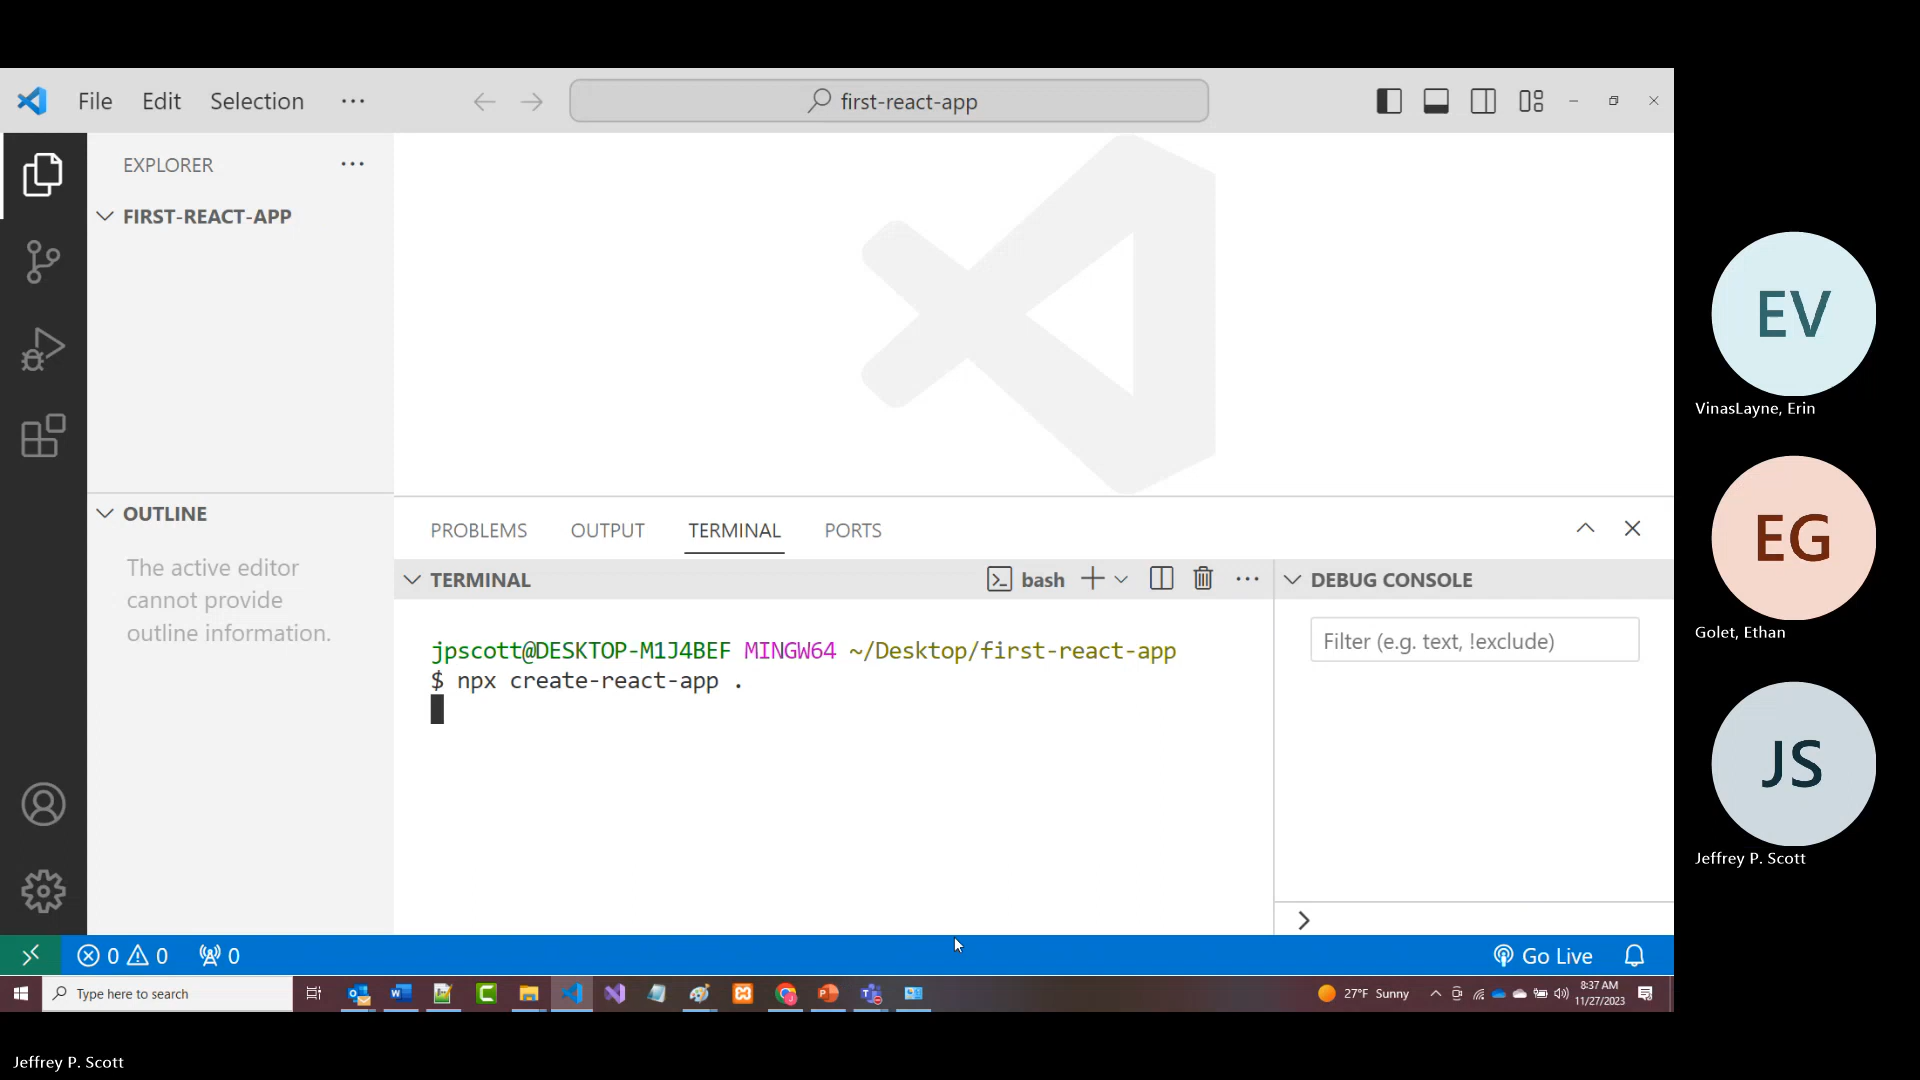 File Edit Selection ··· first-react-app
EXPLORER ···
FIRST-REACT-APP
OUTLINE
The active editor
cannot provide
outline information.
PROBLEMS OUTPUT TERMINAL PORTS
TERMINAL bash ···
DEBUG CONSOLE
Filter (e.g. text, !exclude)
jpscott@DESKTOP-M1J4BEF MINGW64 ~/Desktop/first-react-app
$ npx create-react-app .
0 0 0
Go Live
Type here to search
27°F Sunny
8:37 AM
11/27/2023
EV
VinasLayne, Erin
EG
Golet, Ethan
JS
Jeffrey P. Scott
Jeffrey P. Scott